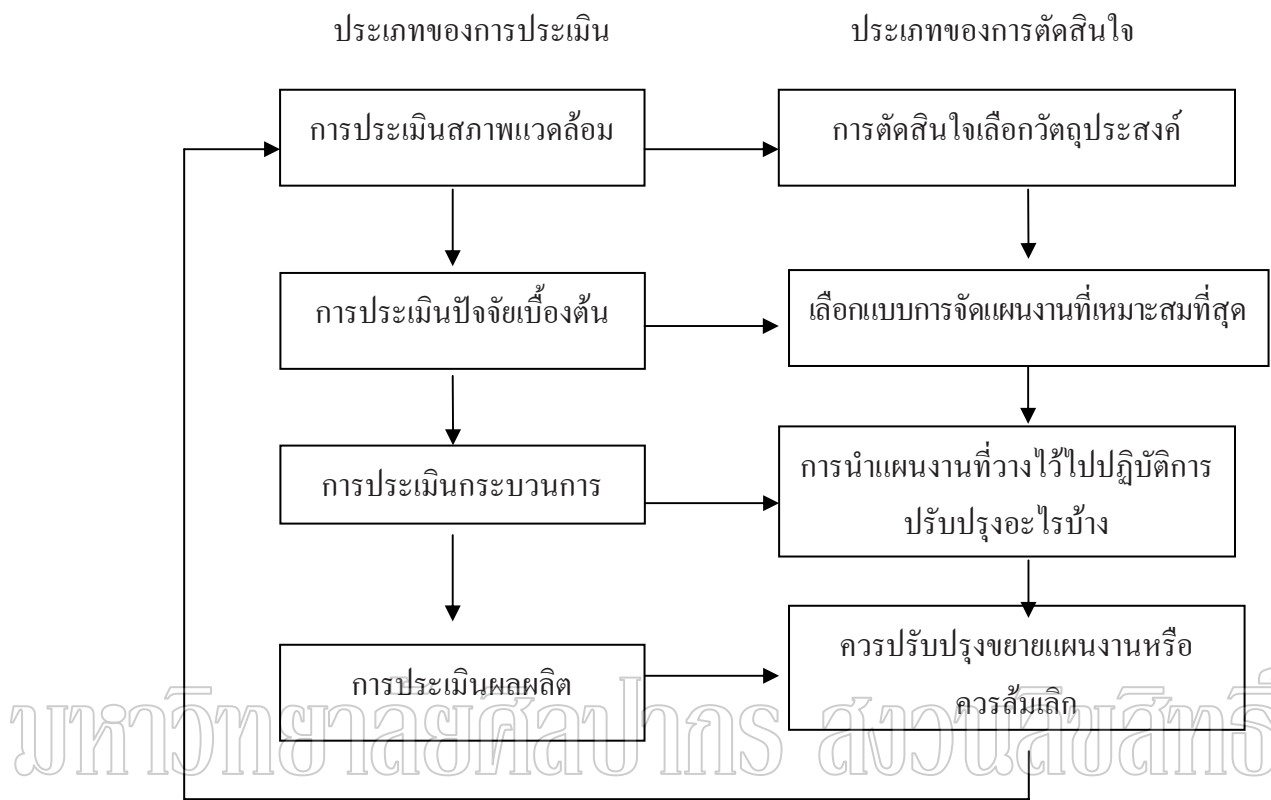 ประเภทของการประเมิน
ประเภทของการตัดสินใจ
การประเมินสภาพแวดล้อม
การตัดสินใจเลือกวัตถุประสงค์
การประเมินปัจจัยเบื้องต้น
เลือกแบบการจัดแผนงานที่เหมาะสมที่สุด
การประเมินกระบวนการ
การนำแผนงานที่วางไว้ไปปฏิบัติการ
ปรับปรุงอะไรบ้าง
การประเมินผลผลิต
ควรปรับปรุงขยายแผนงานหรือ
ควรล้มเลิก
มหาวิทยาลัยศิลปากร สงวนลิขสิทธิ์